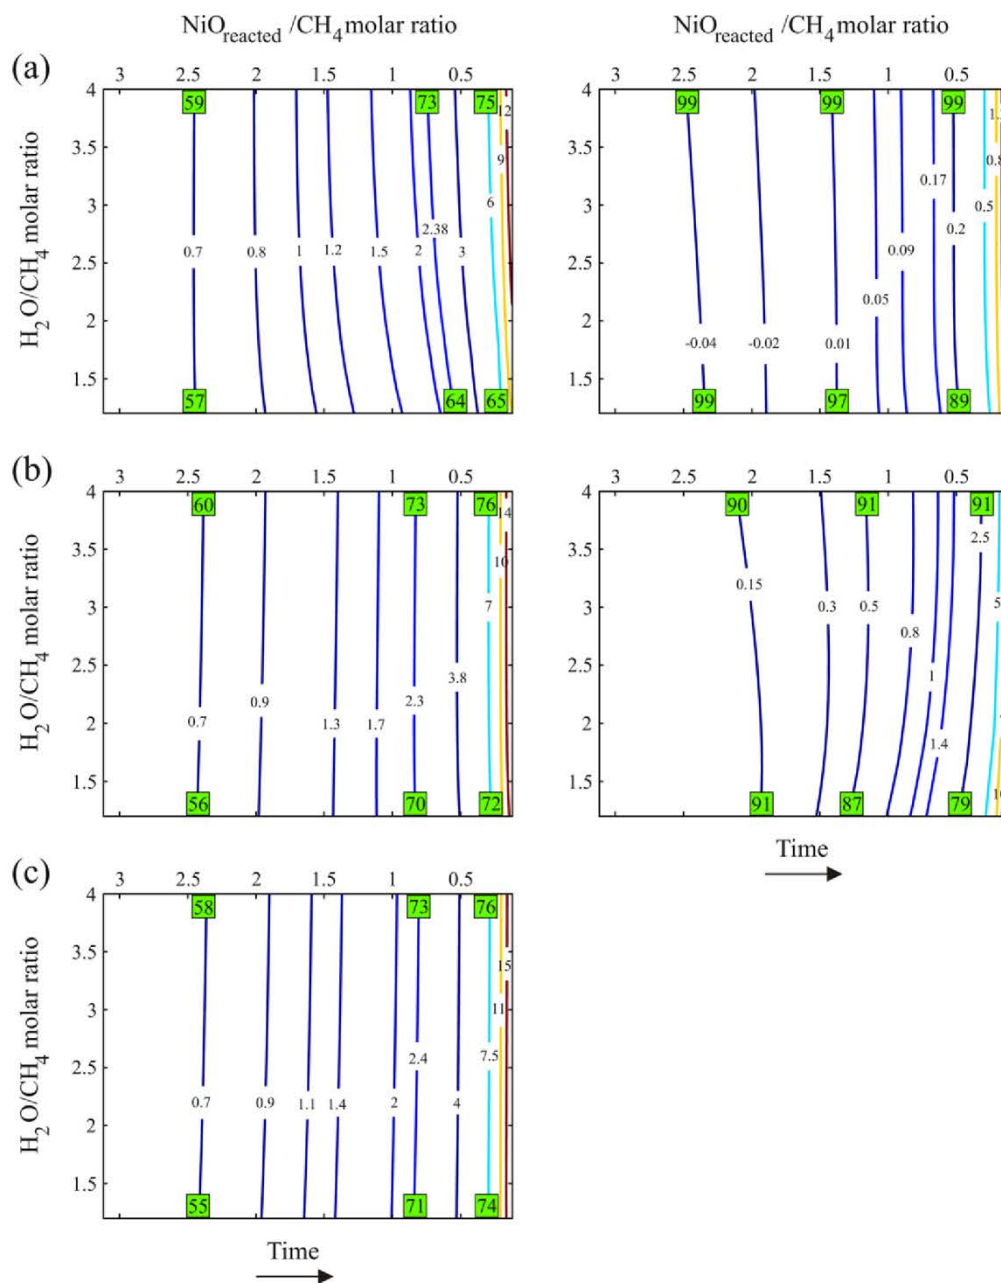 NiO reacted /CH4 molar ratio NiO reacted /CH4 molar ratio
(a)
3 2.5 2 1.5 1 0.5 3 2.5 2 1.5 1 0.5
4 59 73 75 12 4 99 99 99
3.5 9 3.5 0.8 0.17
3 6 3 0.5
2.38 0.2
2.5 0.7 0.8 1 1.2 1.5 2 3 2.5 0.09
0.05
2 2 -0.04 -0.02 0.01
1.5 57 64 65 1.5 99 97 89
H2O/CH4 molar ratio
(b)
3 2.5 2 1.5 1 0.5 3 2.5 2 1.5 1 0.5
4 60 73 76 14 4 90 91 91
3.5 10 3.5 2.5
0.15
3 7 3 0.3 0.5 5
0.8
2.5 3.8 2.5 1
0.9
2 0.7 1.3 1.7 2.3 2 1.4
1.5 56 70 72 1.5 91 87 79
H2O/CH4 molar ratio
Time
(c)
3 2.5 2 1.5 1 0.5
4 58 73 76
3.5 15
3 11
2.5 2.4 7.5
2 0.7 0.9 1.1 1.4 2 4
1.5 55 71 74
H2O/CH4 molar ratio
Time